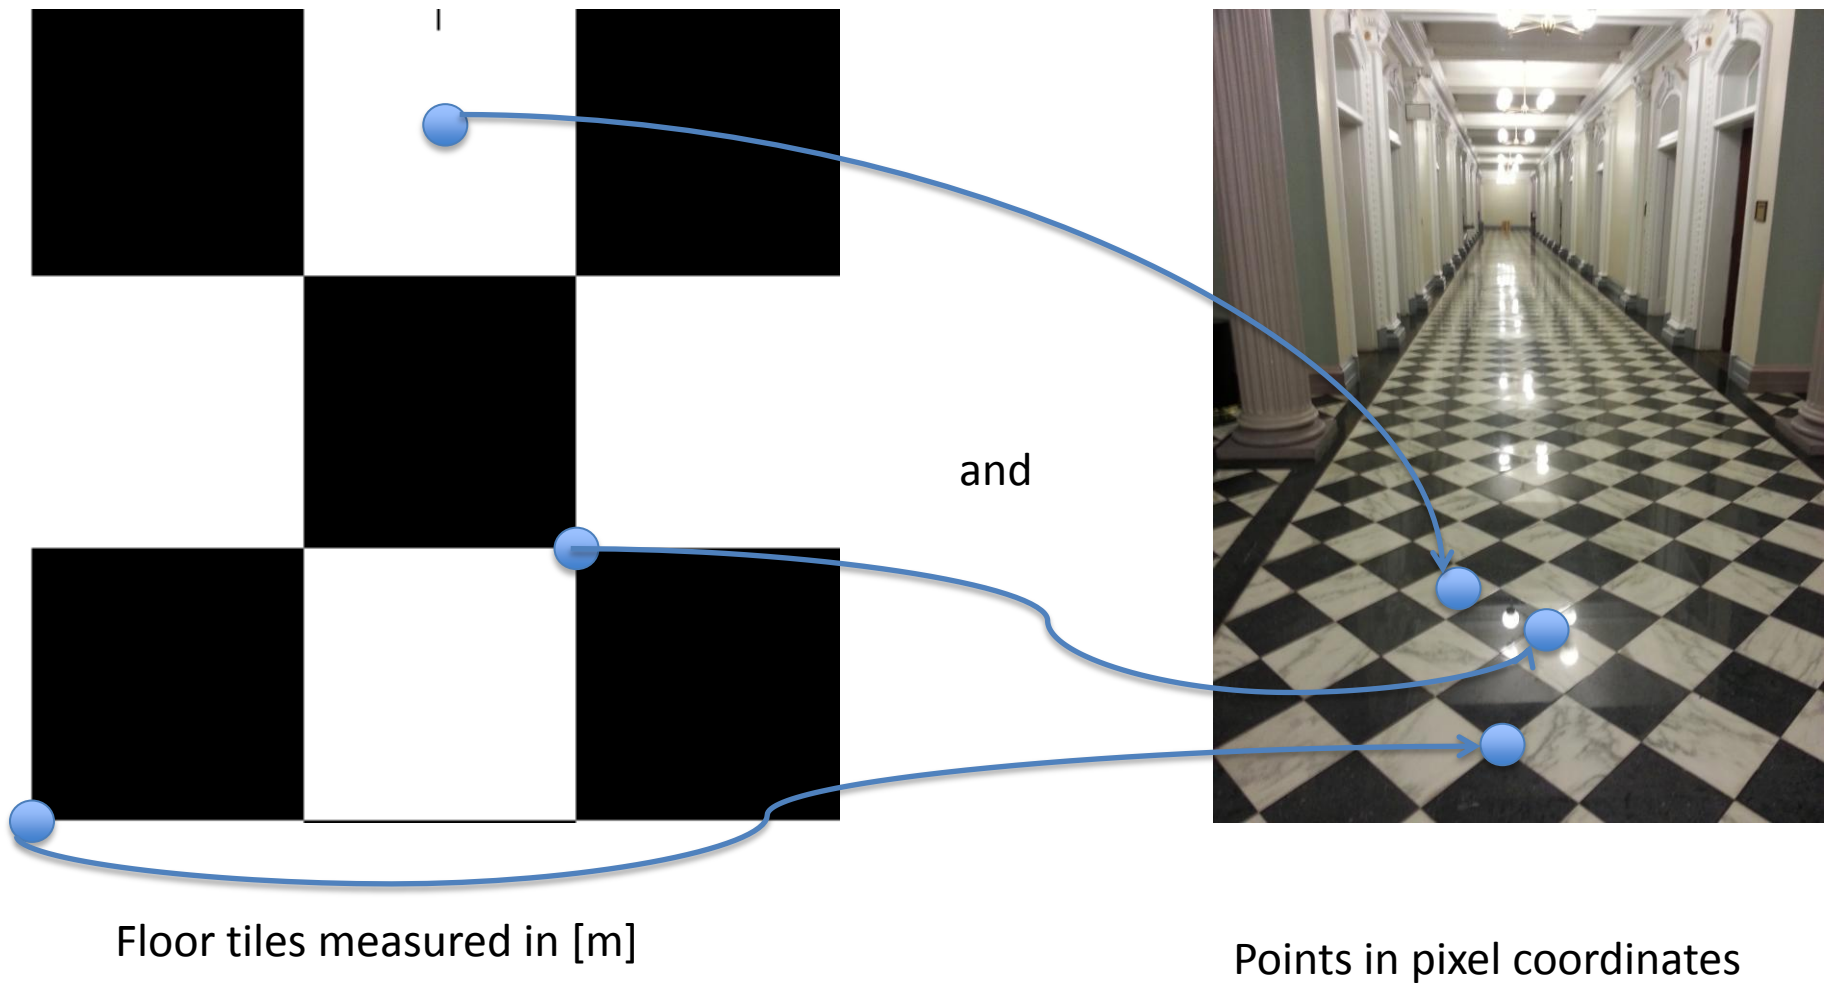 and
Floor tiles measured in [m]
Points in pixel coordinates